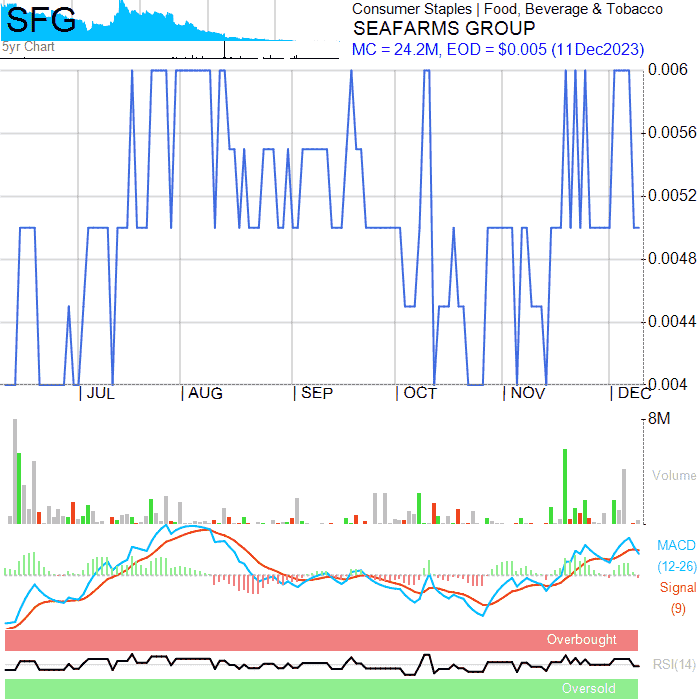 SFG
Consumer Staples | Food, Beverage & Tobacco
SEAFARMS GROUP
5yr Chart
MC = 24.2M, EOD = $0.005 (11Dec2023)
0.006
0.0056
0.0052
0.0048
0.0044
0.004
| JUL | AUG | SEP | OCT | NOV | DEC
8M
Volume
MACD
(12-26)
Signal
(9)
Overbought
RSI(14)
Oversold